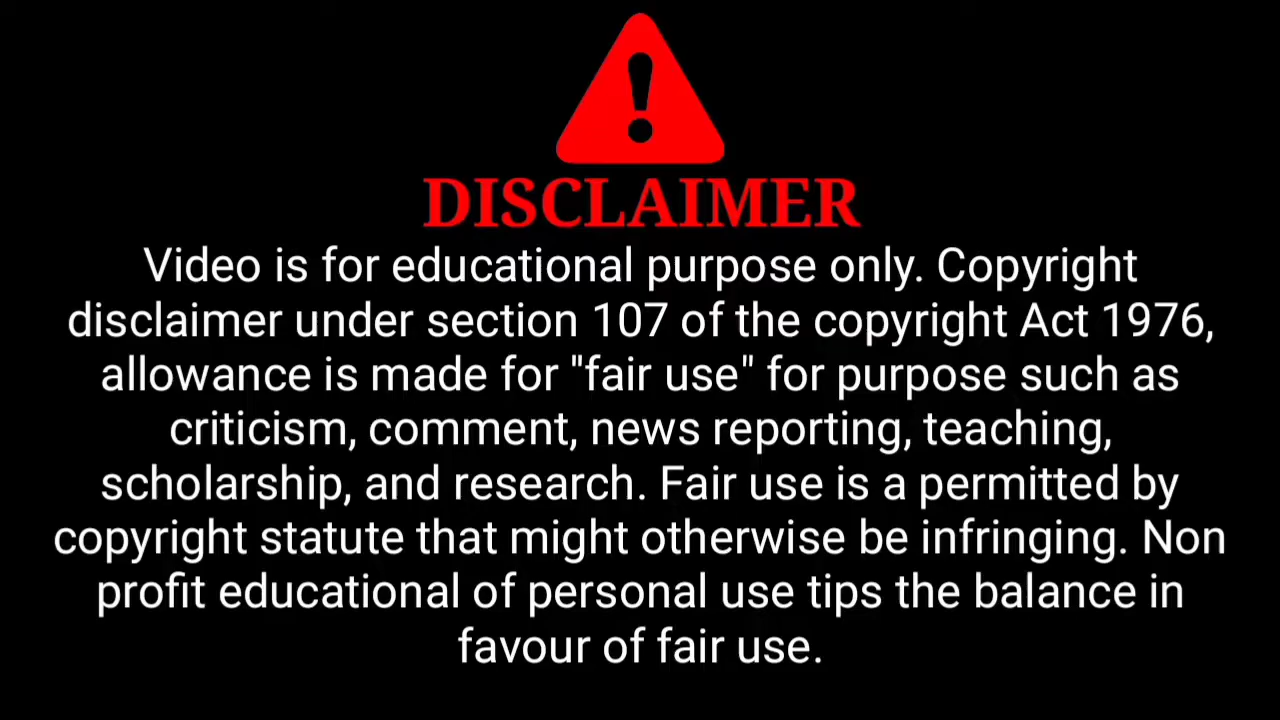 DISCLAIMER
Video is for educational purpose only. Copyright
disclaimer under section 107 of the copyright Act 1976,
allowance is made for "fair use" for purpose such as
criticism, comment, news reporting, teaching,
scholarship, and research. Fair use is a permitted by
copyright statute that might otherwise be infringing. Non
profit educational of personal use tips the balance in
favour of fair use.